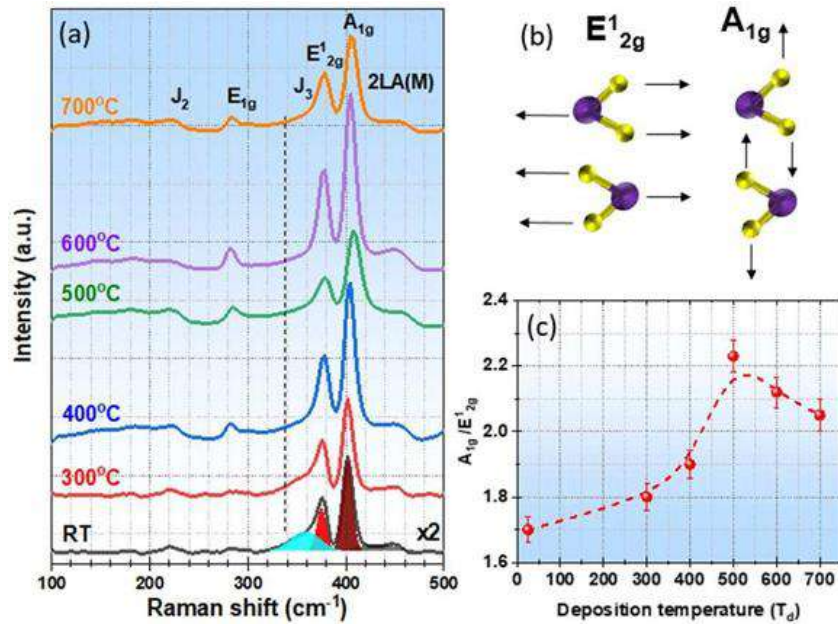 (a)
A₁g
E¹₂g
J₃
2LA(M)
J₂
E₁g
700°C
600°C
500°C
400°C
300°C
RT
x2
Intensity (a.u.)
100 200 300 400 500
Raman shift (cm⁻¹)
(b) E¹₂g A₁g
(c)
2.4
2.2
2.0
1.8
1.6
A₁g/E¹₂g
0 100 200 300 400 500 600 700
Deposition temperature (Td)